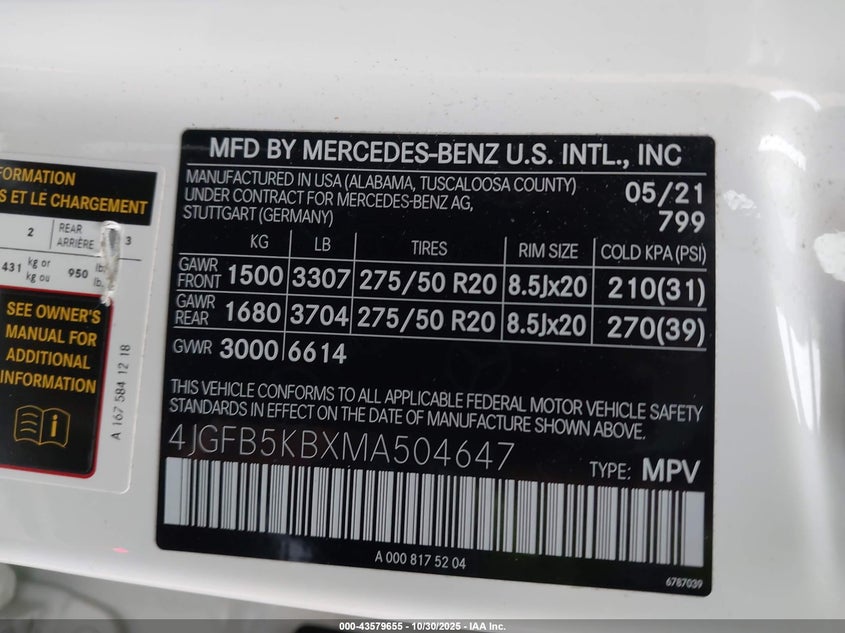 MFD BY MERCEDES-BENZ U.S. INTL., INC
MANUFACTURED IN USA (ALABAMA, TUSCALOOSA COUNTY)
UNDER CONTRACT FOR MERCEDES-BENZ AG,
STUTTGART (GERMANY)
05/21
799
KG LB TIRES RIM SIZE COLD KPA (PSI)
GAWR FRONT 1500 3307 275/50 R20 8.5Jx20 210(31)
GAWR REAR 1680 3704 275/50 R20 8.5Jx20 270(39)
GVWR 3000 6614
THIS VEHICLE CONFORMS TO ALL APPLICABLE FEDERAL MOTOR VEHICLE SAFETY
STANDARDS IN EFFECT ON THE DATE OF MANUFACTURE SHOWN ABOVE.
4JGFB5KBXMA504647
TYPE: MPV
A 000 817 52 04
6787039
FORMATION
S ET LE CHARGEMENT
2 REAR ARRIÈRE 3
431 kg or kg ou 950 lb
SEE OWNER'S
MANUAL FOR
ADDITIONAL
INFORMATION
A 167 584 12 18
000-43579655 - 10/30/2025 - IAA Inc.